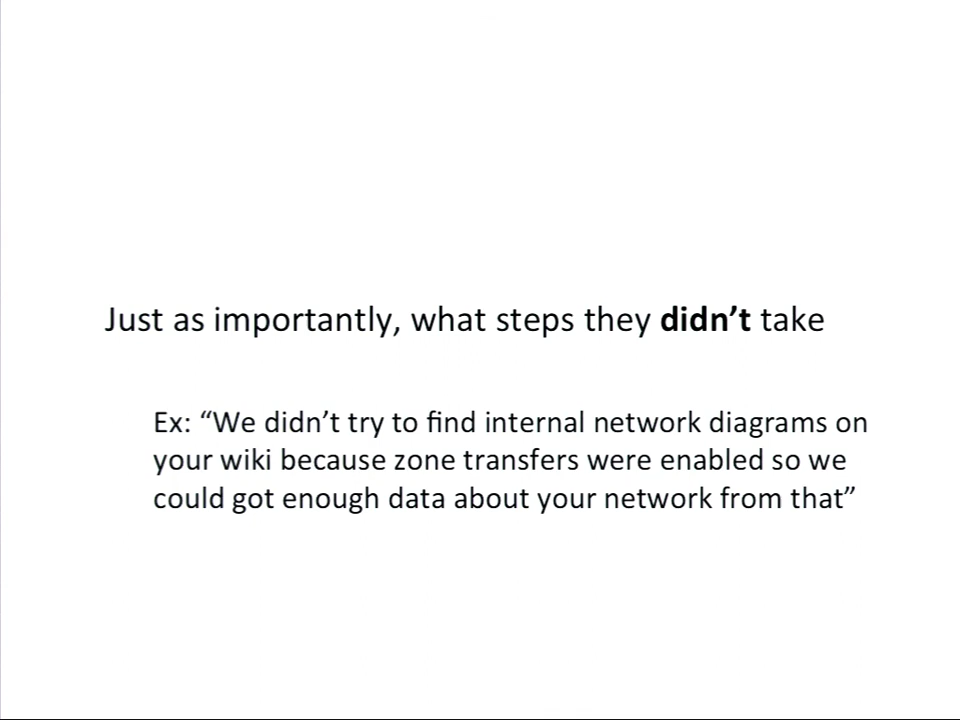 Just as importantly, what steps they didn’t take
Ex: “We didn’t try to find internal network diagrams on
your wiki because zone transfers were enabled so we
could got enough data about your network from that”